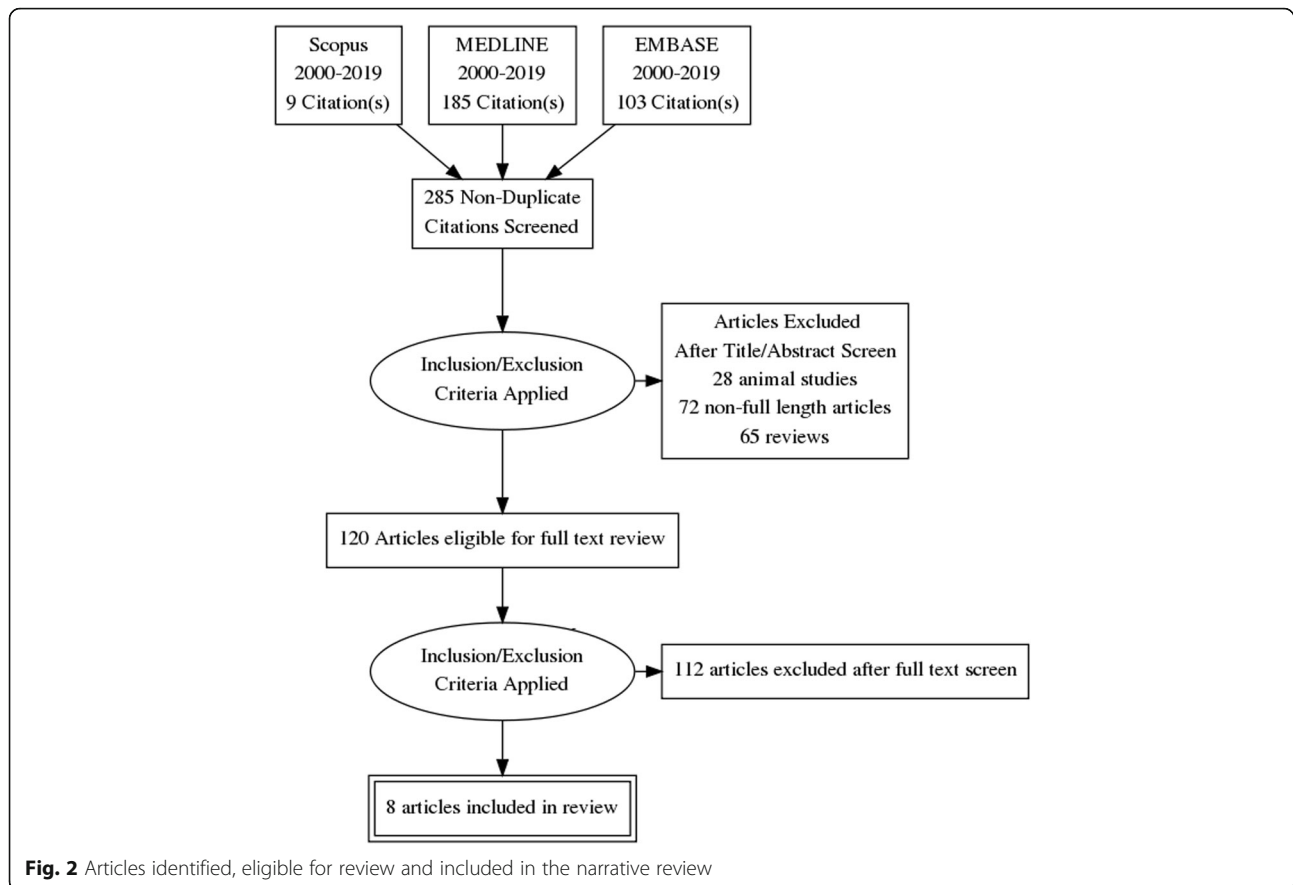 Scopus
2000-2019
9 Citation(s)
MEDLINE
2000-2019
185 Citation(s)
EMBASE
2000-2019
103 Citation(s)
285 Non-Duplicate
Citations Screened
Inclusion/Exclusion
Criteria Applied
Articles Excluded
After Title/Abstract Screen
28 animal studies
72 non-full length articles
65 reviews
120 Articles eligible for full text review
Inclusion/Exclusion
Criteria Applied
112 articles excluded after full text screen
8 articles included in review
Fig. 2 Articles identified, eligible for review and included in the narrative review